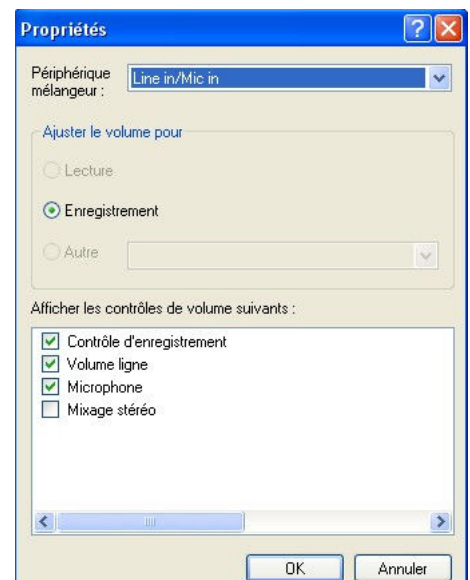 Propriétés
Périphérique
mélangeur :
Line in/Mic in
Ajuster le volume pour
Lecture
Enregistrement
Autre
Afficher les contrôles de volume suivants :
Contrôle d'enregistrement
Volume ligne
Microphone
Mixage stéréo
OK
Annuler